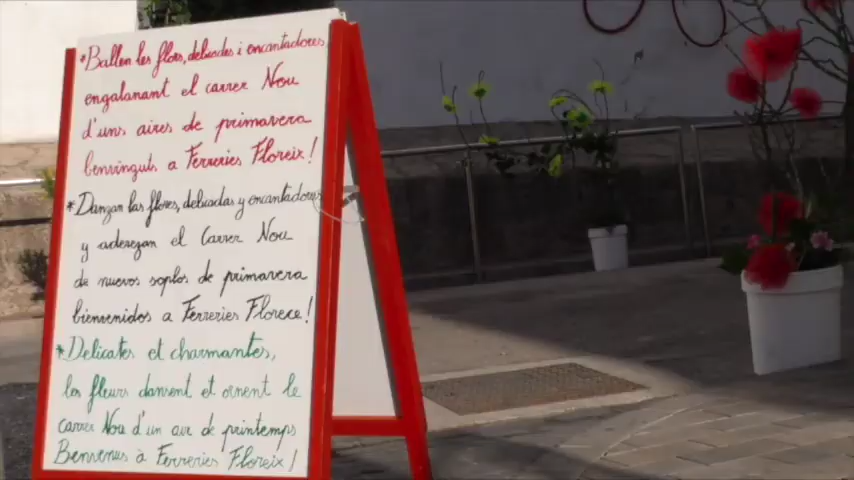 *Ballen les flors, delicades i encantadores
engalanant el carrer Nou
d'uns aires de primavera
benvinguts a Ferreries Floreix!
*Danzan las flores, delicadas y encantadores
y aderezan el Carrer Nou
de nuevos soplos de primavera
bienvenidos a Ferreries Florece!
*Delicates et charmantes,
les fleurs dansent et ornent le
carrer Nou d'un air de printemps
Benvenus à Ferreries Floreix!